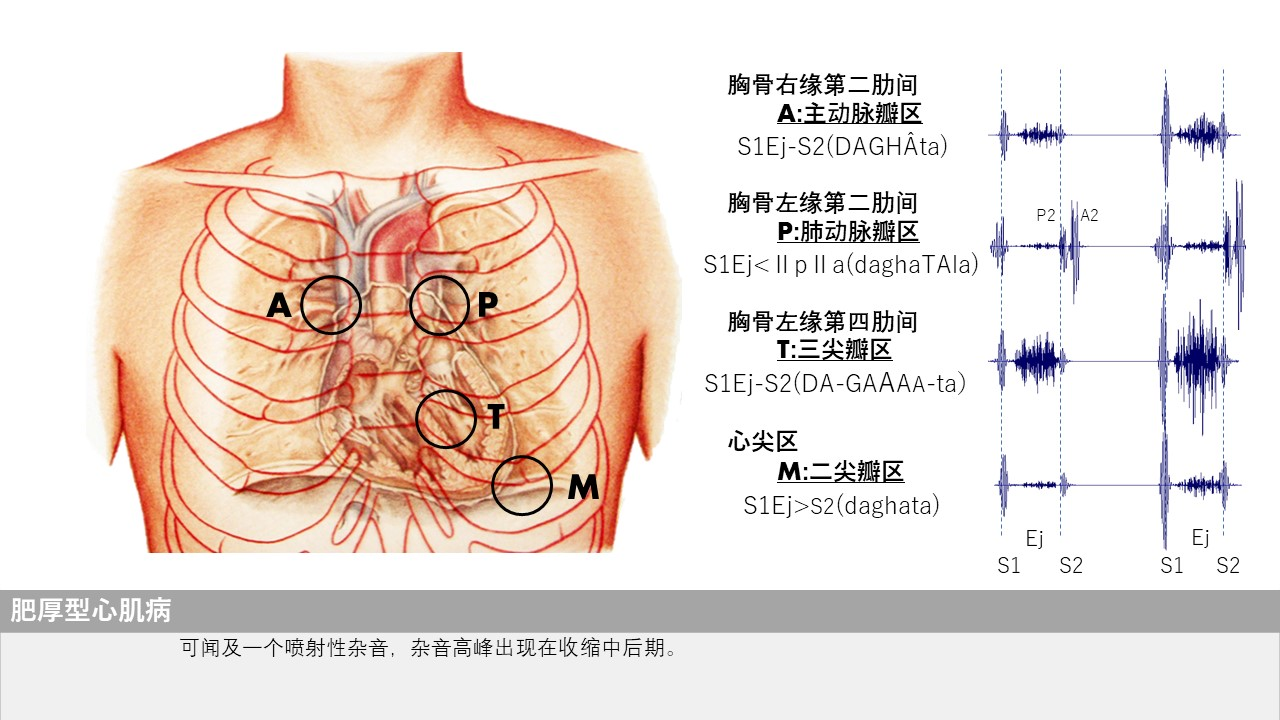 胸骨右缘第二肋间
A:主动脉瓣区
S1Ej-S2(DAGHÂta)
胸骨左缘第二肋间
P:肺动脉瓣区
S1Ej<ⅡpⅡa(daghaTAla)
胸骨左缘第四肋间
T:三尖瓣区
S1Ej-S2(DA-GAAAA-ta)
心尖区
M:二尖瓣区
S1Ej>S2(daghata)
A
P
T
M
P2 A2
Ej Ej
S1 S2 S1 S2
肥厚型心肌病
可闻及一个喷射性杂音，杂音高峰出现在收缩中后期。